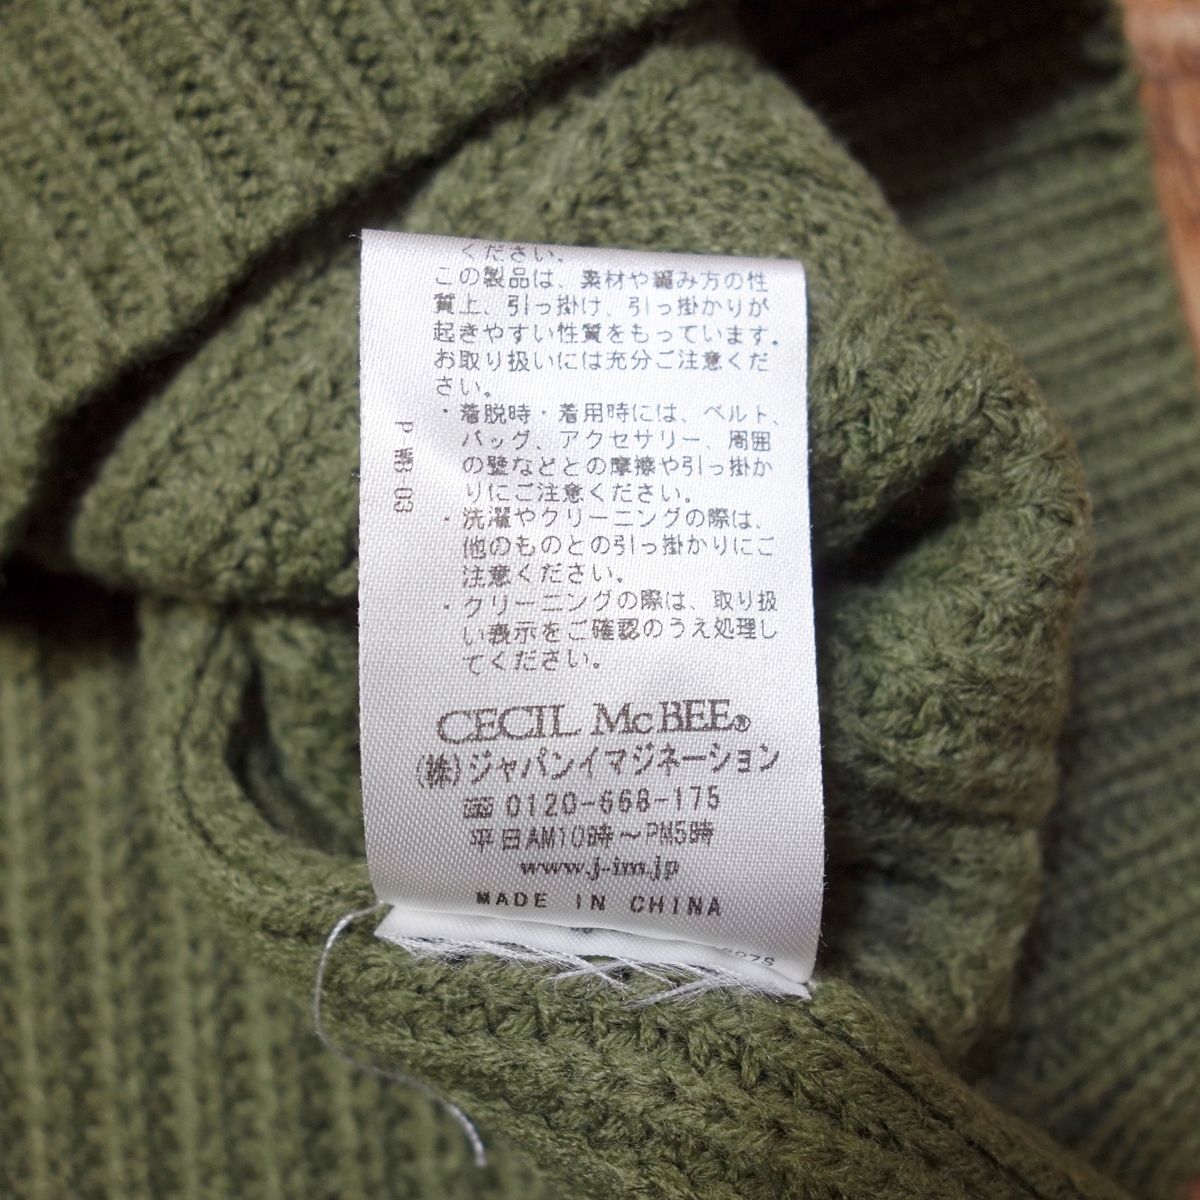 ください。
この製品は、素材や編み方の性
質上、引っ掛け、引っ掛かりが
起きやすい性質をもっています。
お取り扱いには充分ご注意くだ
さい。
・着脱時・着用時には、ベルト、
バッグ、アクセサリー、周囲
の壁などとの摩擦や引っ掛か
りにご注意ください。
・洗濯やクリーニングの際は、
他のものとの引っ掛かりにご
注意ください。
・クリーニングの際は、取り扱
い表示をご確認のうえ処理し
てください。
CECIL McBEE®
(株)ジャパンイマジネーション
0120-668-175
平日AM10時～PM5時
www.j-im.jp
MADE IN CHINA